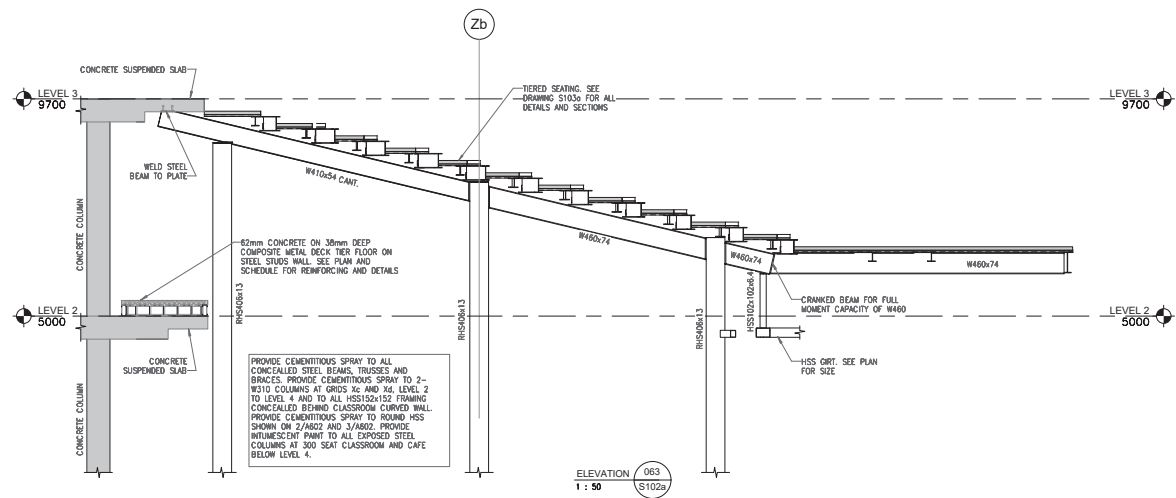 Zb
CONCRETE SUSPENDED SLAB
LEVEL 3
9700
TIERED SEATING. SEE
DRAWING S103a FOR ALL
DETAILS AND SECTIONS
LEVEL 3
9700
WELD STEEL
BEAM TO PLATE
W410x54 CANT.
CONCRETE COLUMN
62mm CONCRETE ON 38mm DEEP
COMPOSITE METAL DECK TIER FLOOR ON
STEEL STUDS WALL. SEE PLAN AND
SCHEDULE FOR REINFORCING AND DETAILS
W460x74
W460x74
W460x74
RHS406x13
RHS406x13
RHS406x13
HSS102x102x6.4
CRANKED BEAM FOR FULL
MOMENT CAPACITY OF W460
LEVEL 2
5000
LEVEL 2
5000
CONCRETE
SUSPENDED SLAB
HSS GIRT. SEE PLAN
FOR SIZE
CONCRETE COLUMN
PROVIDE CEMENTITIOUS SPRAY TO ALL
CONCEALLED STEEL BEAMS, TRUSSES AND
BRACES. PROVIDE CEMENTITIOUS SPRAY TO 2-
W310 COLUMNS AT GRIDS Xc AND Xd, LEVEL 2
TO LEVEL 4 AND TO ALL HSS152x152 FRAMING
CONCEALLED BEHIND CLASSROOM CURVED WALL.
PROVIDE CEMENTITIOUS SPRAY TO ROUND HSS
SHOWN ON 2/A602 AND 3/A602. PROVIDE
INTUMESCENT PAINT TO ALL EXPOSED STEEL
COLUMNS AT 300 SEAT CLASSROOM AND CAFE
BELOW LEVEL 4.
ELEVATION
1 : 50
063
S102a